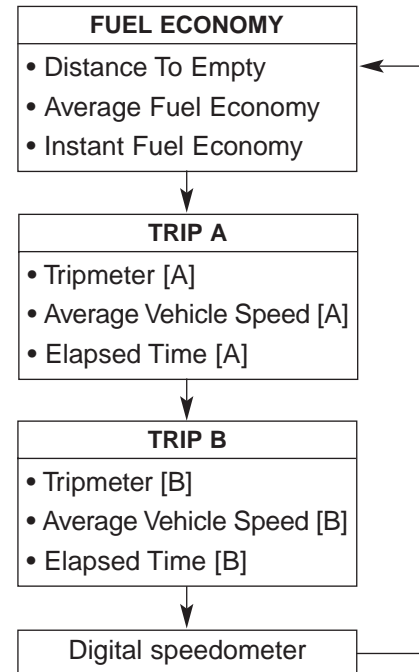 FUEL ECONOMY
• Distance To Empty
• Average Fuel Economy
• Instant Fuel Economy
TRIP A
• Tripmeter [A]
• Average Vehicle Speed [A]
• Elapsed Time [A]
TRIP B
• Tripmeter [B]
• Average Vehicle Speed [B]
• Elapsed Time [B]
Digital speedometer